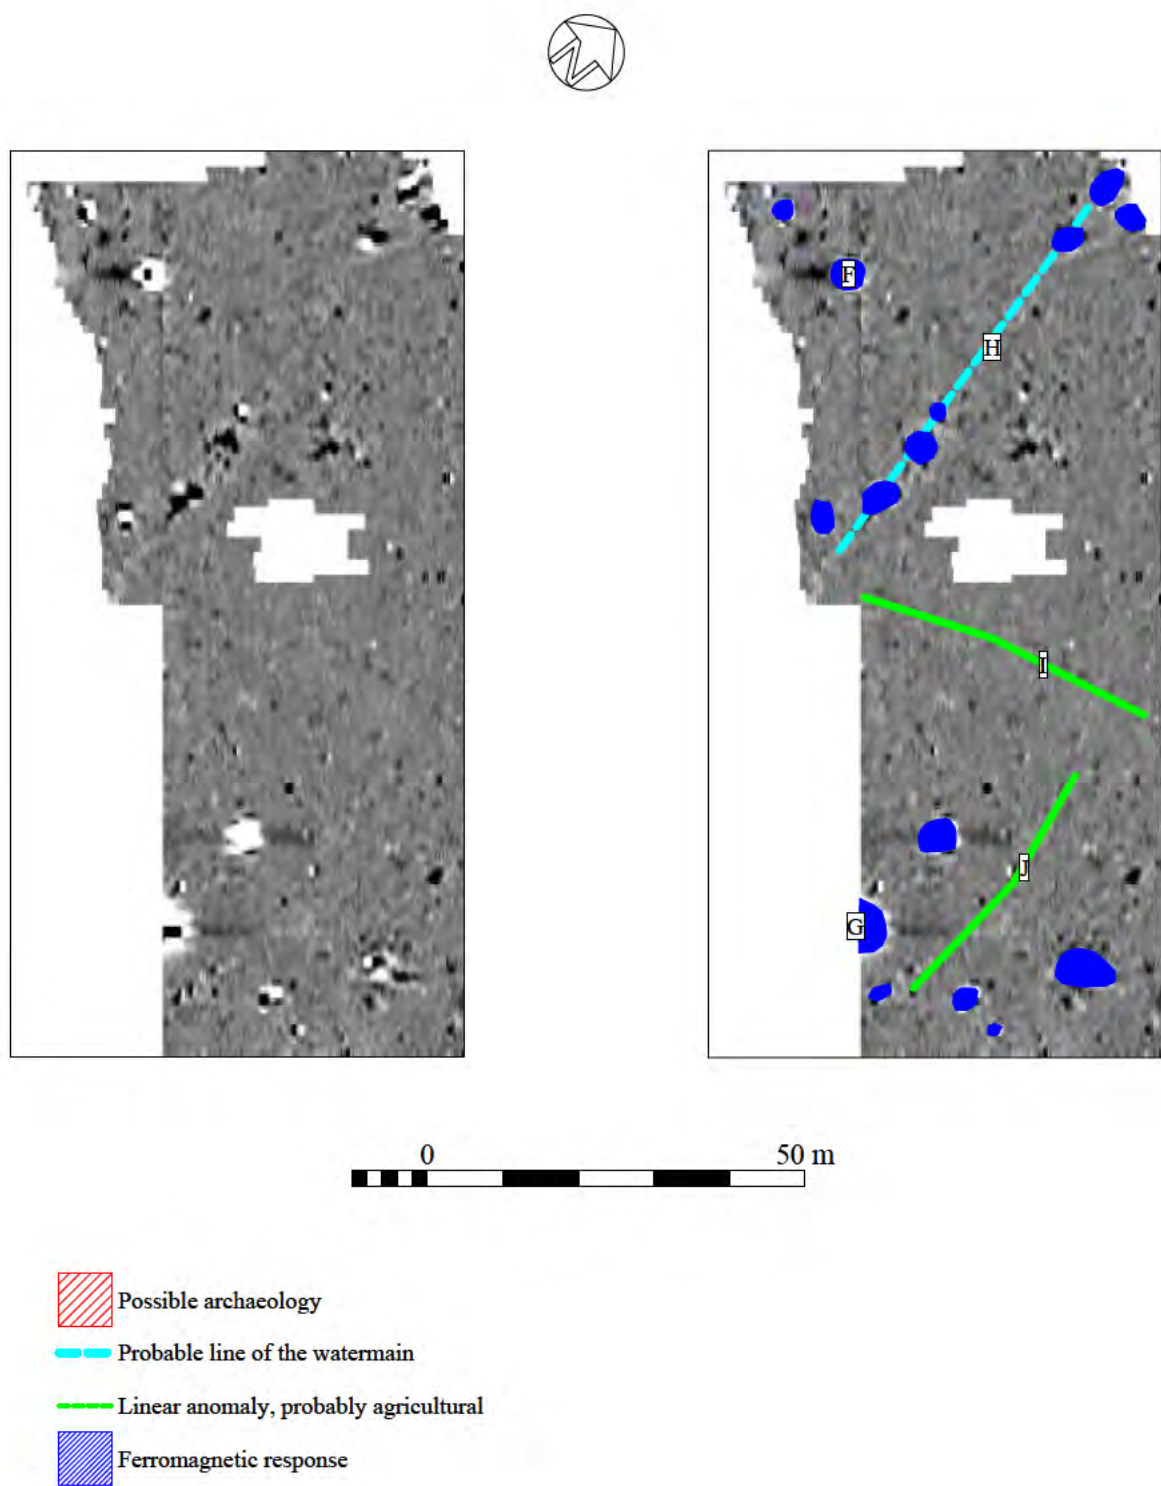 N
F
H
I
J
G
0 50 m
Possible archaeology
Probable line of the watermain
Linear anomaly, probably agricultural
Ferromagnetic response